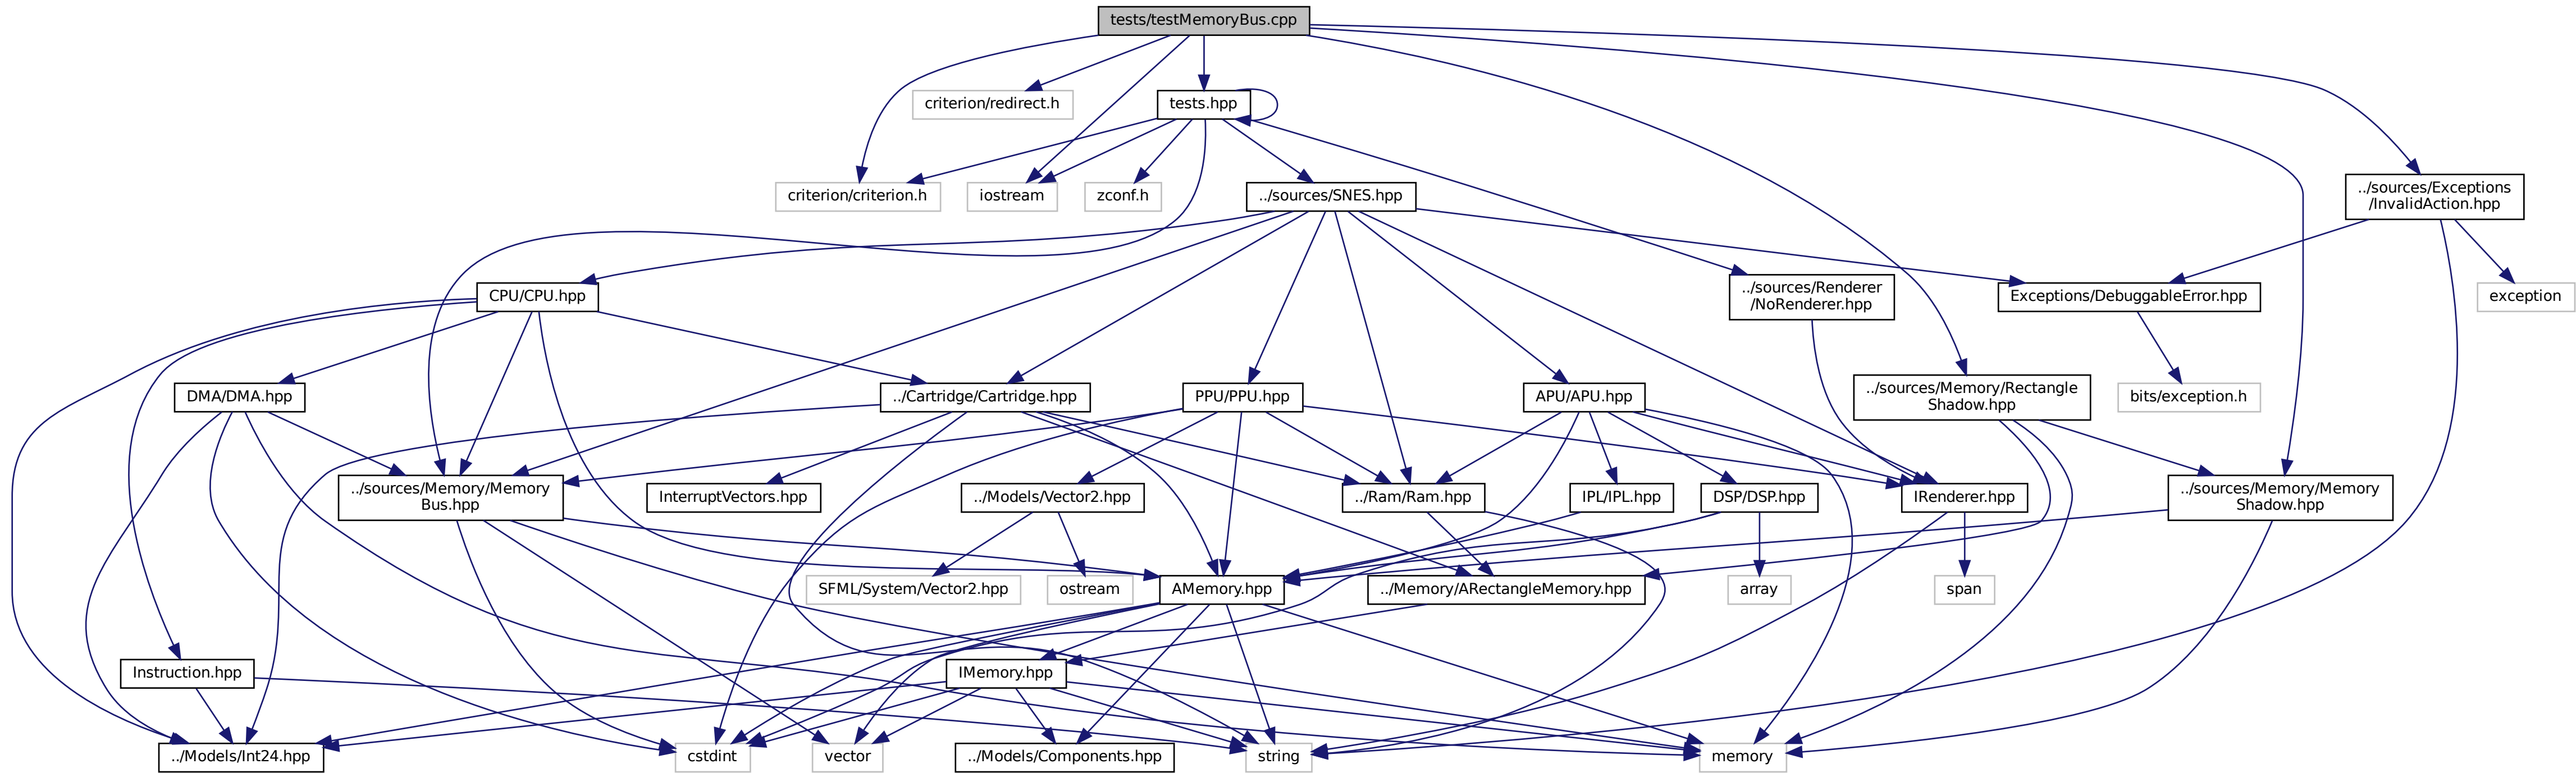 tests/testMemoryBus.cpp
criterion/redirect.h
tests.hpp
criterion/criterion.h
iostream
zconf.h
../sources/SNES.hpp
../sources/Exceptions
/InvalidAction.hpp
CPU/CPU.hpp
../sources/Renderer
/NoRenderer.hpp
Exceptions/DebuggableError.hpp
exception
DMA/DMA.hpp
../Cartridge/Cartridge.hpp
PPU/PPU.hpp
APU/APU.hpp
../sources/Memory/Rectangle
Shadow.hpp
bits/exception.h
../sources/Memory/Memory
Bus.hpp
InterruptVectors.hpp
../Models/Vector2.hpp
../Ram/Ram.hpp
IPL/IPL.hpp
DSP/DSP.hpp
IRenderer.hpp
../sources/Memory/Memory
Shadow.hpp
SFML/System/Vector2.hpp
ostream
AMemory.hpp
../Memory/ARectangleMemory.hpp
array
span
Instruction.hpp
IMemory.hpp
../Models/Int24.hpp
cstdint
vector
../Models/Components.hpp
string
memory